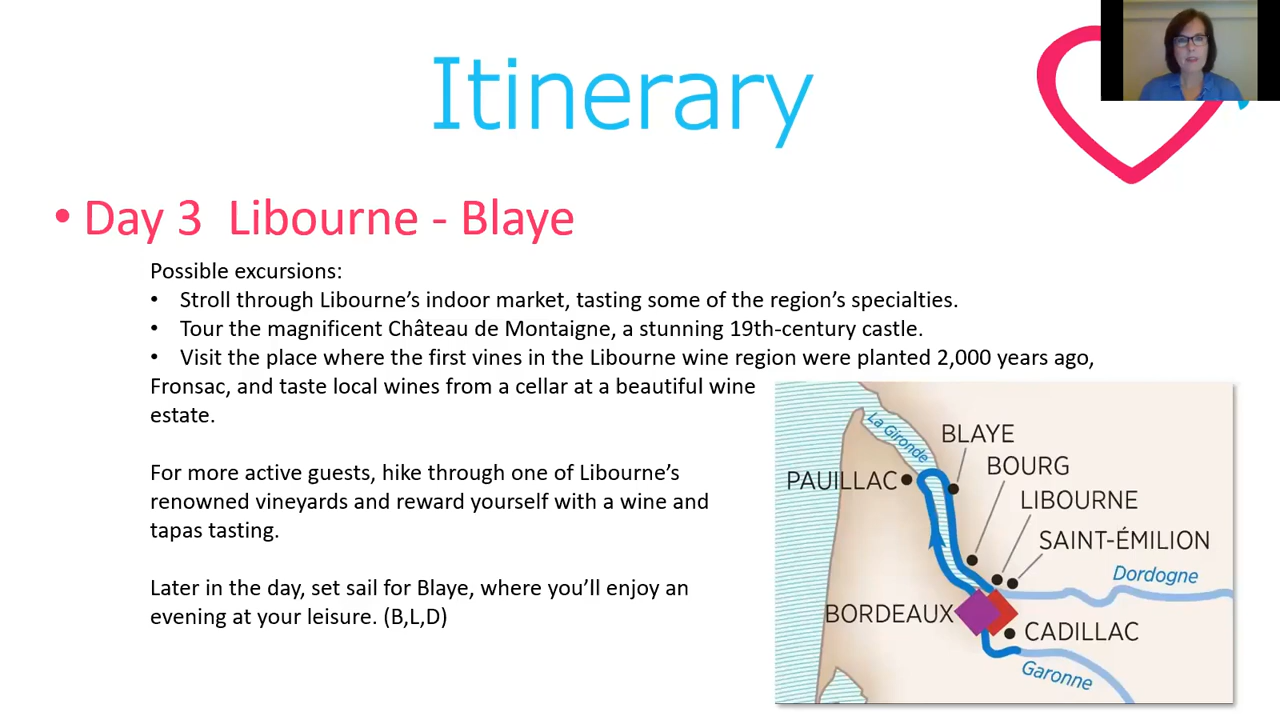 Itinerary
• Day 3 Libourne - Blaye
Possible excursions:
• Stroll through Libourne’s indoor market, tasting some of the region’s specialties.
• Tour the magnificent Château de Montaigne, a stunning 19th-century castle.
• Visit the place where the first vines in the Libourne wine region were planted 2,000 years ago,
Fronsac, and taste local wines from a cellar at a beautiful wine
estate.
For more active guests, hike through one of Libourne’s
renowned vineyards and reward yourself with a wine and
tapas tasting.
Later in the day, set sail for Blaye, where you’ll enjoy an
evening at your leisure. (B,L,D)
La Gironde
BLAYE
BOURG
PAUILLAC
LIBOURNE
SAINT-ÉMILION
Dordogne
BORDEAUX
CADILLAC
Garonne